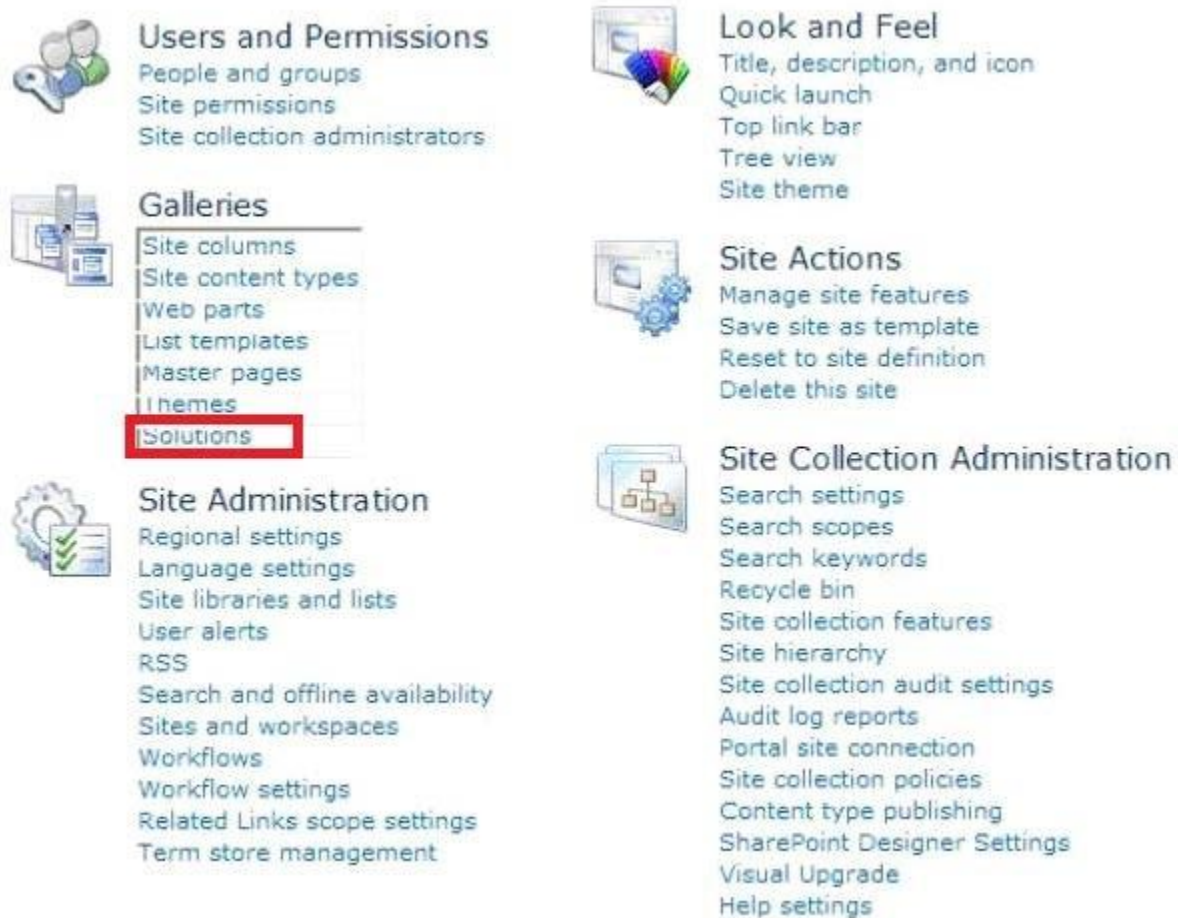 Users and Permissions
People and groups
Site permissions
Site collection administrators
Galleries
Site columns
Site content types
Web parts
List templates
Master pages
Themes
Solutions
Site Administration
Regional settings
Language settings
Site libraries and lists
User alerts
RSS
Search and offline availability
Sites and workspaces
Workflows
Workflow settings
Related Links scope settings
Term store management
Look and Feel
Title, description, and icon
Quick launch
Top link bar
Tree view
Site theme
Site Actions
Manage site features
Save site as template
Reset to site definition
Delete this site
Site Collection Administration
Search settings
Search scopes
Search keywords
Recycle bin
Site collection features
Site hierarchy
Site collection audit settings
Audit log reports
Portal site connection
Site collection policies
Content type publishing
SharePoint Designer Settings
Visual Upgrade
Help settings